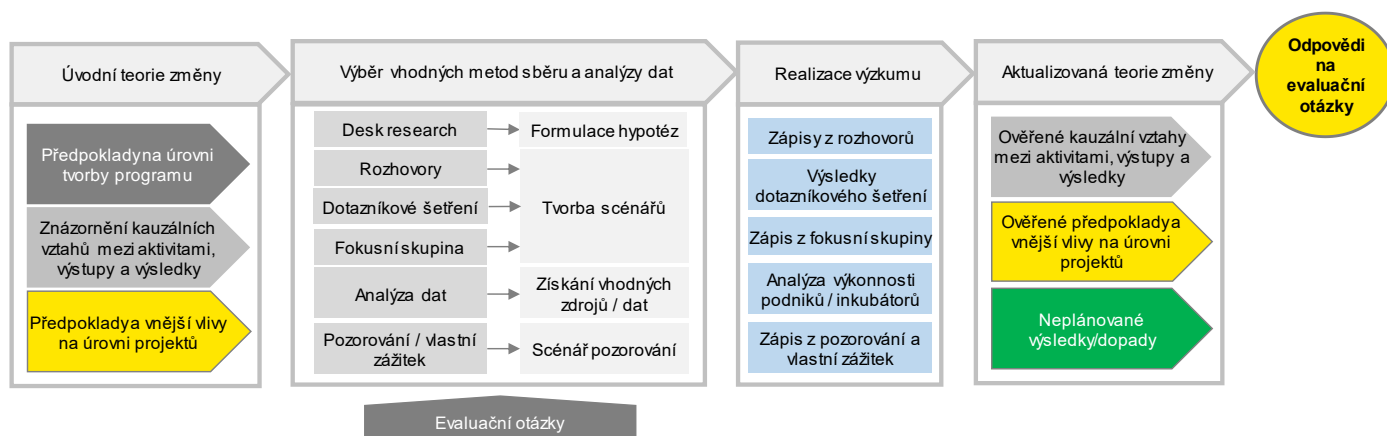 Úvodní teorie změny
Předpoklady na úrovni
tvorby programu
Znázornění kauzálních
vztahů mezi aktivitami,
výstupy a výsledky
Předpoklady a vnější vlivy
na úrovni projektů
Výběr vhodných metod sběru a analýzy dat
Desk research
Formulace hypotéz
Rozhovory
Dotazníkové šetření
Tvorba scénářů
Fokusní skupina
Analýza dat
Získání vhodných
zdrojů / dat
Pozorování / vlastní
zážitek
Scénář pozorování
Evaluační otázky
Realizace výzkumu
Zápisy z rozhovorů
Výsledky
dotazníkového šetření
Zápis z fokusní skupiny
Analýza výkonnosti
podniků / inkubátorů
Zápis z pozorování a
vlastní zážitek
Aktualizovaná teorie změny
Ověřené kauzální vztahy
mezi aktivitami, výstupy a
výsledky
Ověřené předpoklady a
vnější vlivy na úrovni
projektů
Neplánované
výsledky/dopady
Odpovědi
na
evaluační
otázky